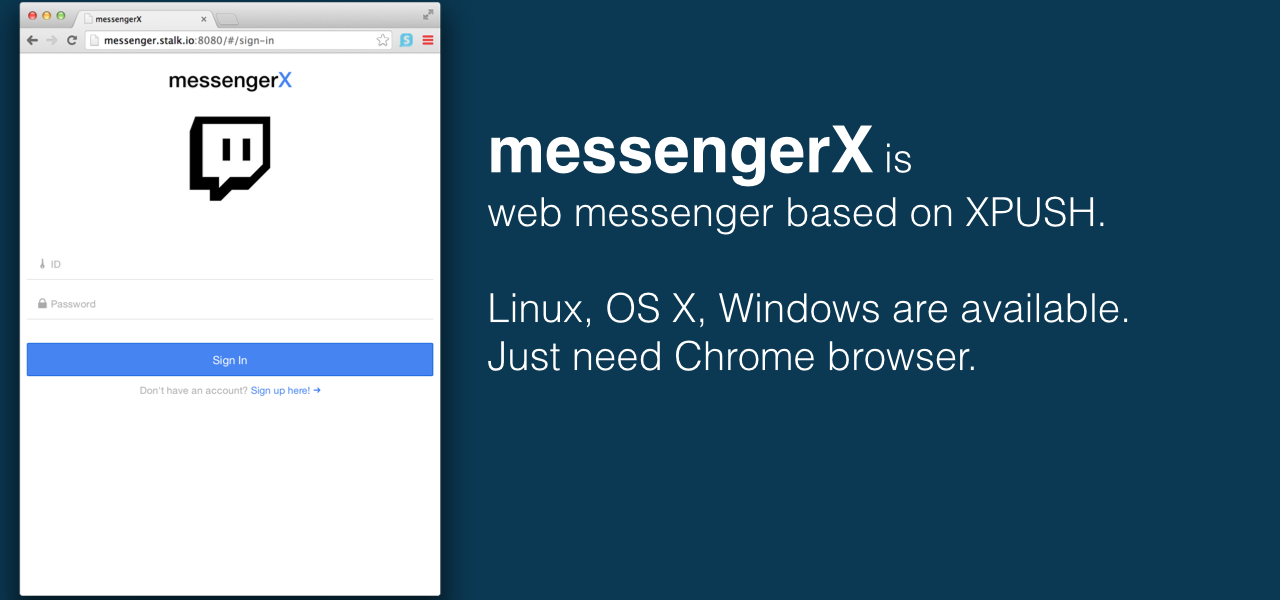 messengerX
messenger.stalk.io:8080/#/sign-in
S
messengerX
ID
Password
Sign In
Don't have an account? Sign up here!
messengerX is
web messenger based on XPUSH.
Linux, OS X, Windows are available.
Just need Chrome browser.